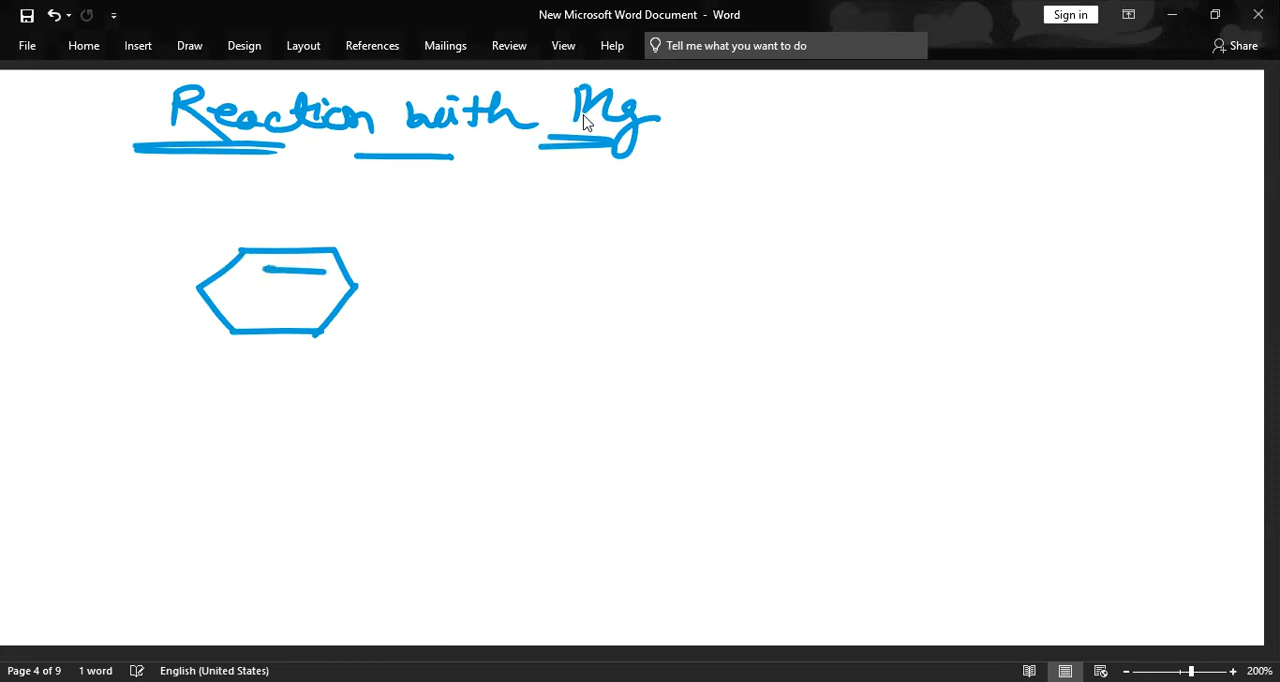 New Microsoft Word Document - Word
Sign in
File Home Insert Draw Design Layout References Mailings Review View Help Tell me what you want to do Share
Reaction with Mg
Page 4 of 9 1 word English (United States) 200%